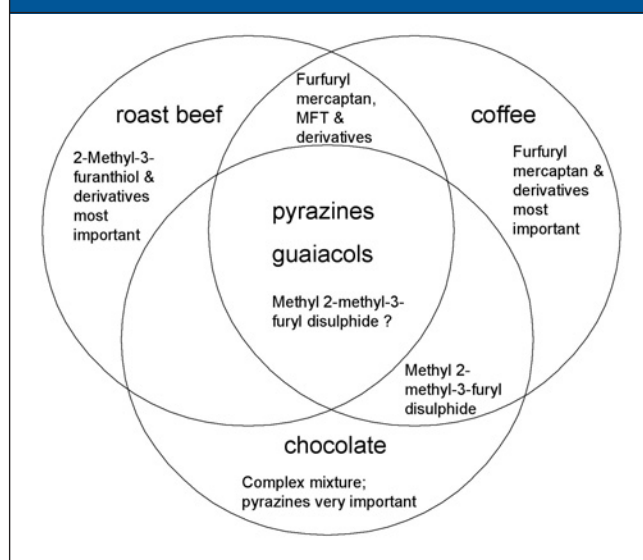 roast beef
2-Methyl-3-
furanthiol &
derivatives
most
important
Furfuryl
mercaptan,
MFT &
derivatives
coffee
Furfuryl
mercaptan &
derivatives
most
important
pyrazines
guaiacols
Methyl 2-methyl-3-
furyl disulphide ?
Methyl 2-
methyl-3-furyl
disulphide
chocolate
Complex mixture;
pyrazines very important